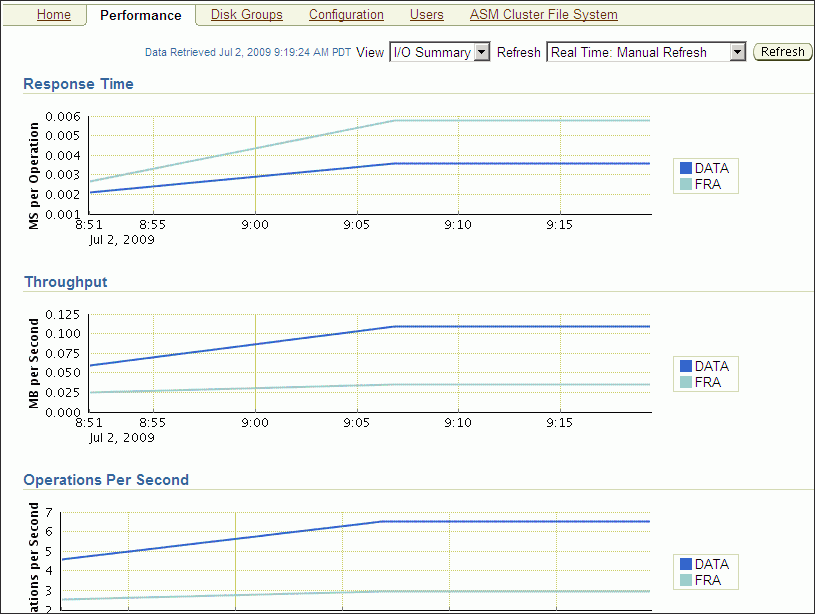 Home Performance Disk Groups Configuration Users ASM Cluster File System
Data Retrieved Jul 2, 2009 9:19:24 AM PDT View I/O Summary Refresh Real Time: Manual Refresh Refresh
Response Time
MS per Operation
0.006
0.005
0.004
0.003
0.002
0.001
8:51 8:55 9:00 9:05 9:10 9:15
Jul 2, 2009
DATA
FRA
Throughput
MB per Second
0.125
0.100
0.075
0.050
0.025
0.000
8:51 8:55 9:00 9:05 9:10 9:15
Jul 2, 2009
DATA
FRA
Operations Per Second
ations per Second
7
6
5
4
3
2
DATA
FRA